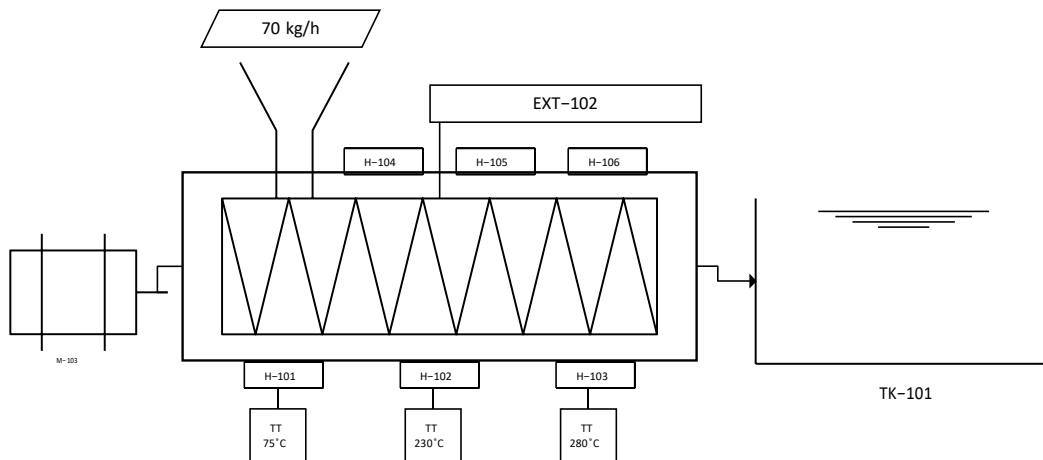 70 kg/h
EXT−102
H−104
H−105
H−106
M−103
H−101
H−102
H−103
TK−101
TT
75˚C
TT
230˚C
TT
280˚C